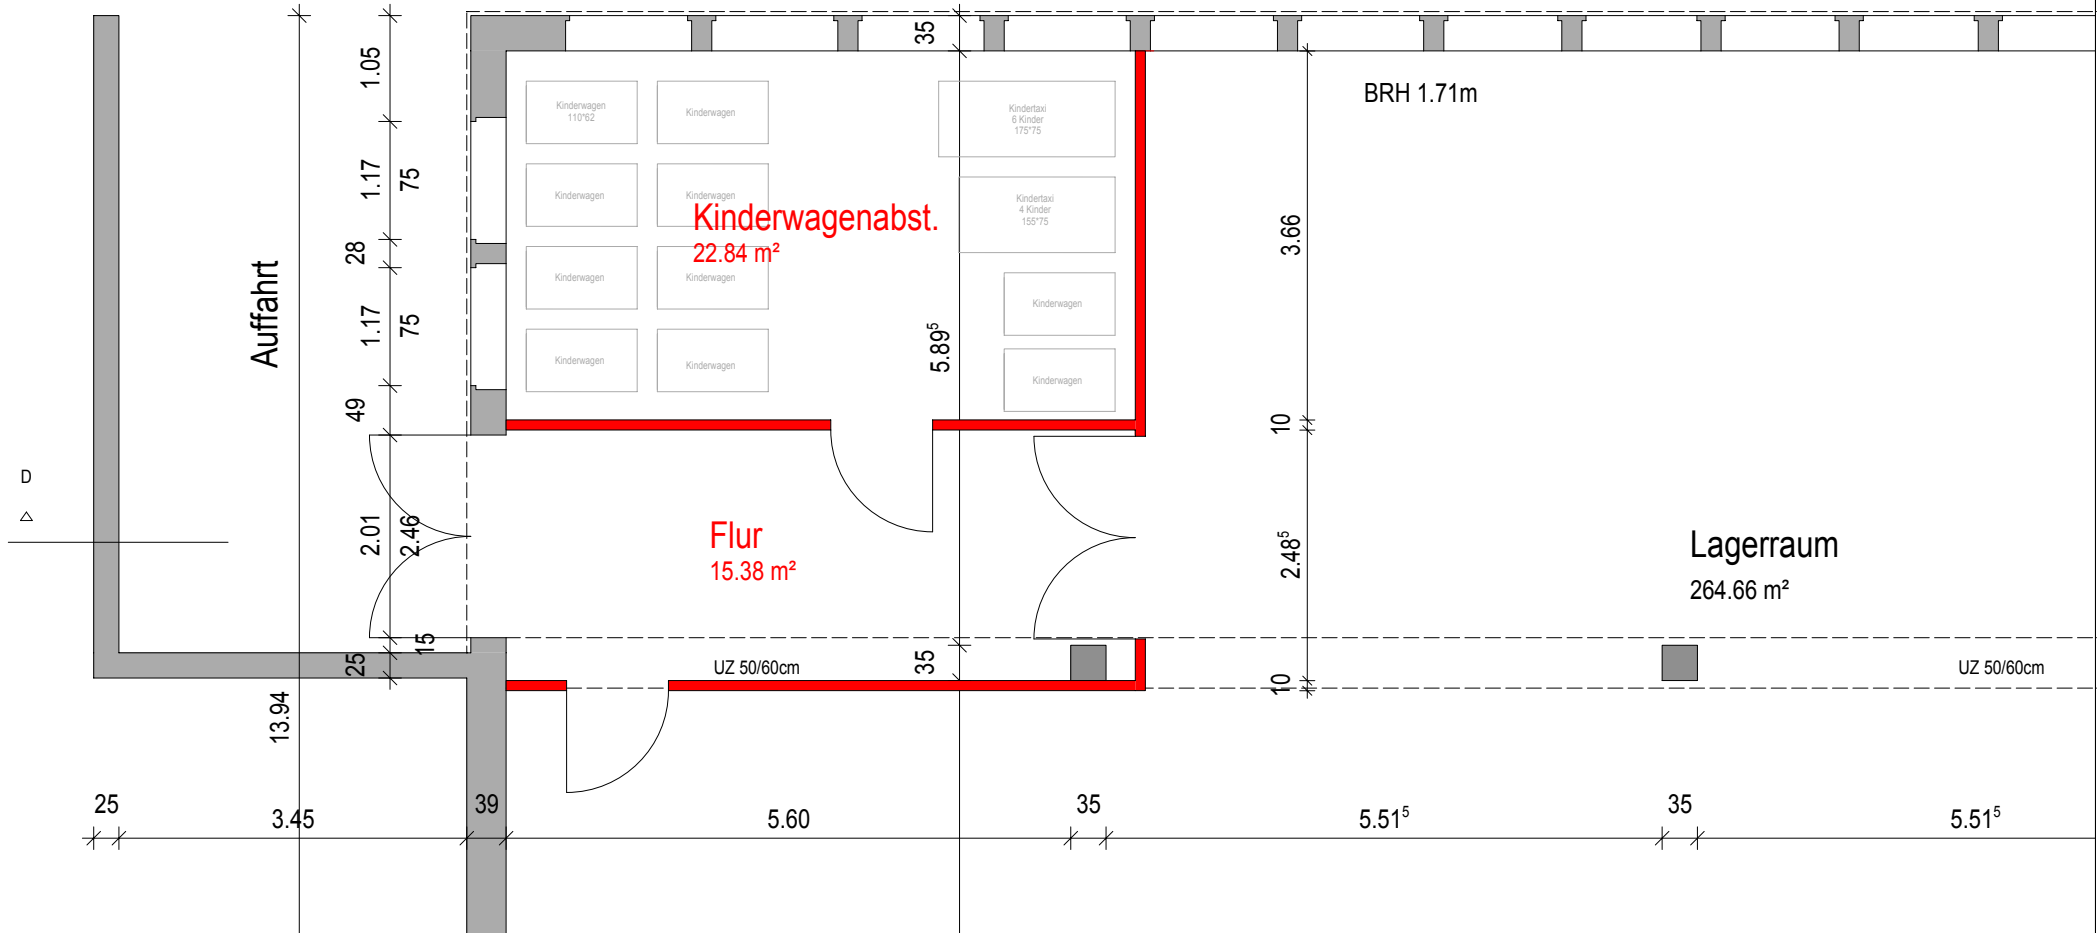 35
1.05
BRH 1.71m
Kinderwagen
110*62
Kinderwagen
Kindertaxi
6 Kinder
175*75
1.17
75
Kinderwagen
Kinderwagen
Kindertaxi
4 Kinder
155*75
Kinderwagenabst.
22.84 m²
3.66
28
Auffahrt
Kinderwagen
Kinderwagen
Kinderwagen
1.17
75
5.89⁵
Kinderwagen
Kinderwagen
Kinderwagen
49
10
D
2.01
2.46
Flur
15.38 m²
2.48⁵
Lagerraum
264.66 m²
15
25
UZ 50/60cm
35
10
UZ 50/60cm
13.94
25
3.45
39
5.60
35
5.51⁵
35
5.51⁵